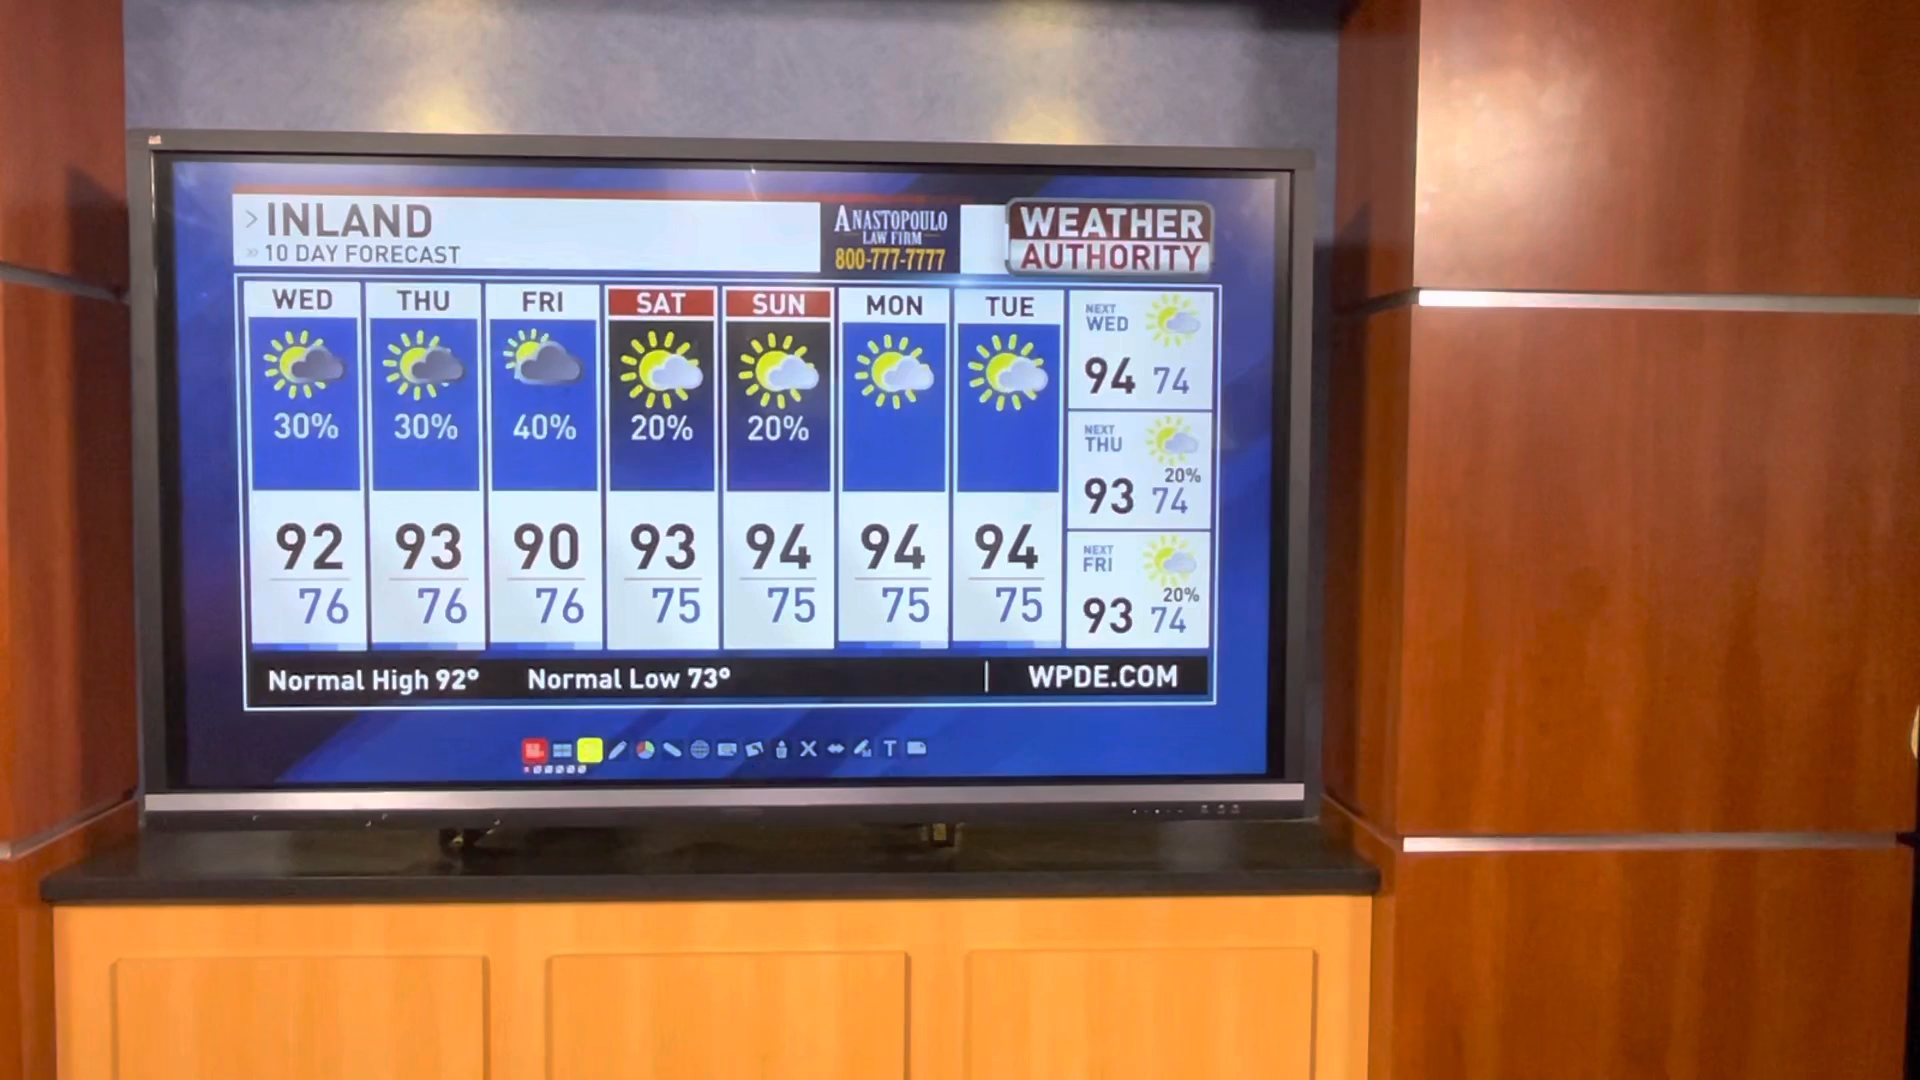 > INLAND
» 10 DAY FORECAST
ANASTOPOULO
LAW FIRM
800-777-7777
WEATHER
AUTHORITY
WED THU FRI SAT SUN MON TUE
30% 30% 40% 20% 20%
92 93 90 93 94 94 94
76 76 76 75 75 75 75
NEXT
WED
94 74
NEXT
THU
20%
93 74
NEXT
FRI
20%
93 74
Normal High 92° Normal Low 73° | WPDE.COM
T